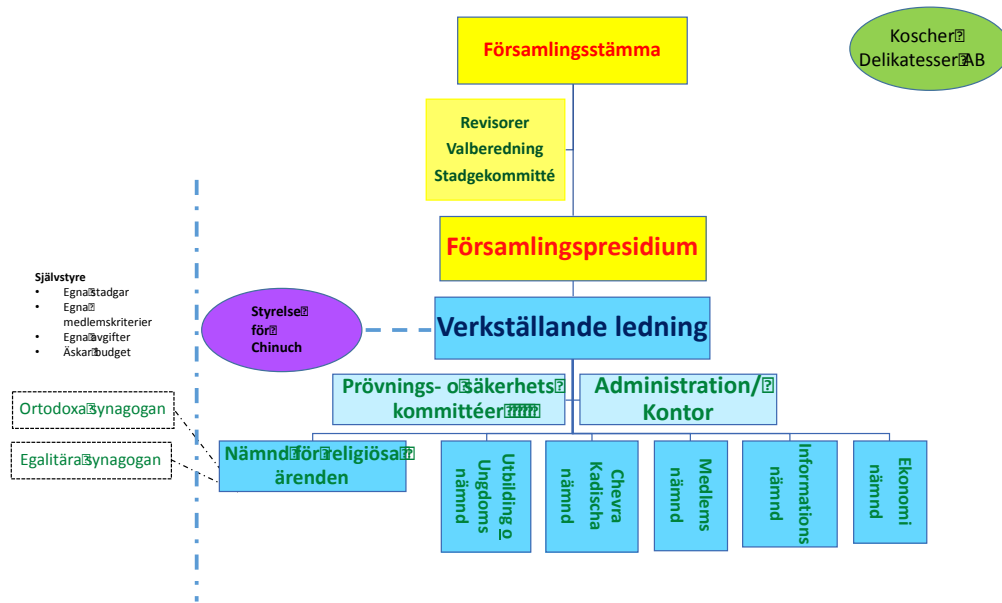 Församlingsstämma
Koscher
Delikatesser AB
Revisorer
Valberedning
Stadgekommitté
Församlingspresidium
Självstyre
• Egna stadgar
• Egna
medlemskriterier
• Egna avgifter
• Äskar budget
Styrelse
för
Chinuch
Verkställande ledning
Prövnings- o säkerhets
kommittéer
Administration/
Kontor
Ortodoxa synagogan
Egalitära synagogan
Nämnd för religiösa
ärenden
Utbilding o
Ungdoms
nämnd
Chevra
Kadischa
nämnd
Medlems
nämnd
Informations
nämnd
Ekonomi
nämnd